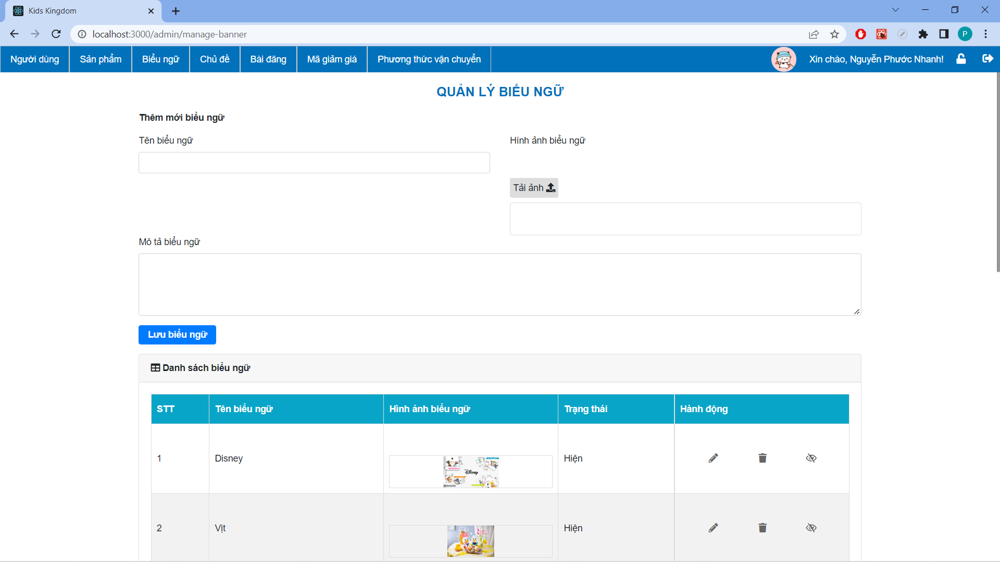 Kids Kingdom
localhost:3000/admin/manage-banner
P
Người dùng
Sản phẩm
Biểu ngữ
Chủ đề
Bài đăng
Mã giảm giá
Phương thức vận chuyển
Xin chào, Nguyễn Phước Nhanh!
QUẢN LÝ BIỂU NGỮ
Thêm mới biểu ngữ
Tên biểu ngữ
Hình ảnh biểu ngữ
Tải ảnh
Mô tả biểu ngữ
Lưu biểu ngữ
Danh sách biểu ngữ
STT Tên biểu ngữ Hình ảnh biểu ngữ Trạng thái Hành động
1 Disney Disney Hiện
2 Vịt Hiện